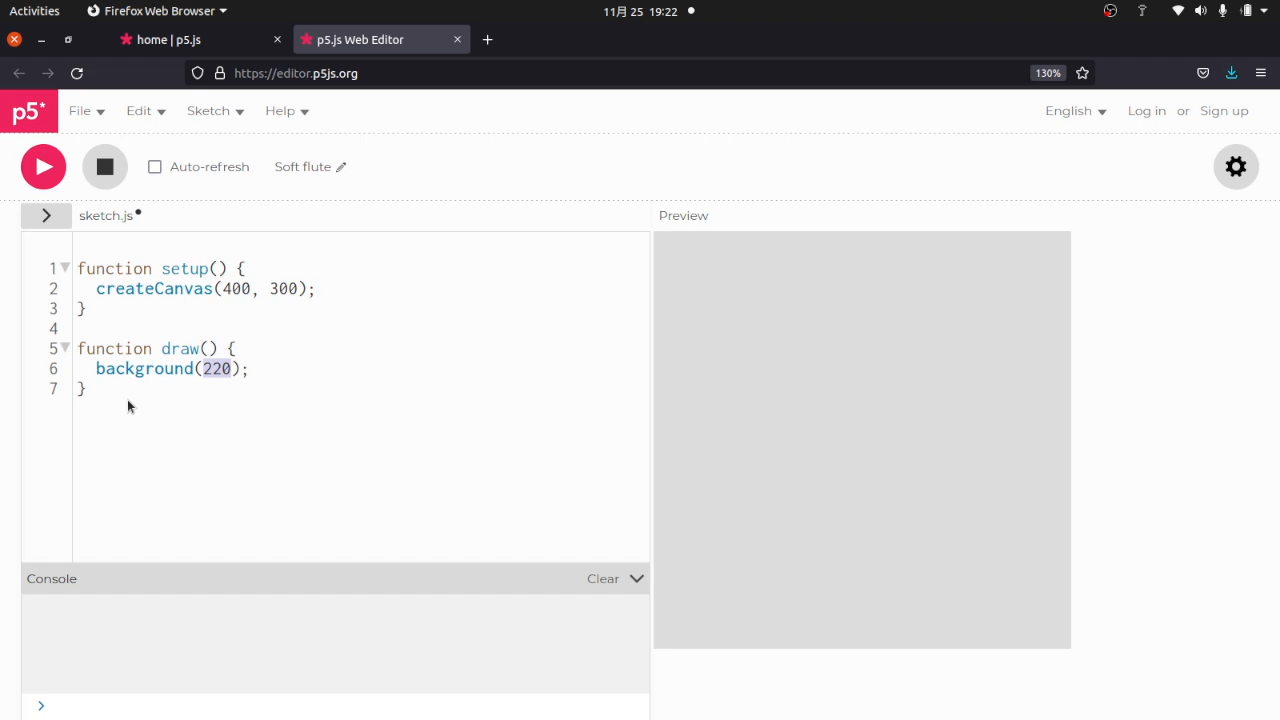 Activities Firefox Web Browser 11月 25 19:22
home | p5.js p5.js Web Editor
https://editor.p5js.org 130%
p5* File Edit Sketch Help English Log in or Sign up
Auto-refresh Soft flute
sketch.js Preview
1 function setup() {
2 createCanvas(400, 300);
3 }
4
5 function draw() {
6 background(220);
7 }
Console Clear
>